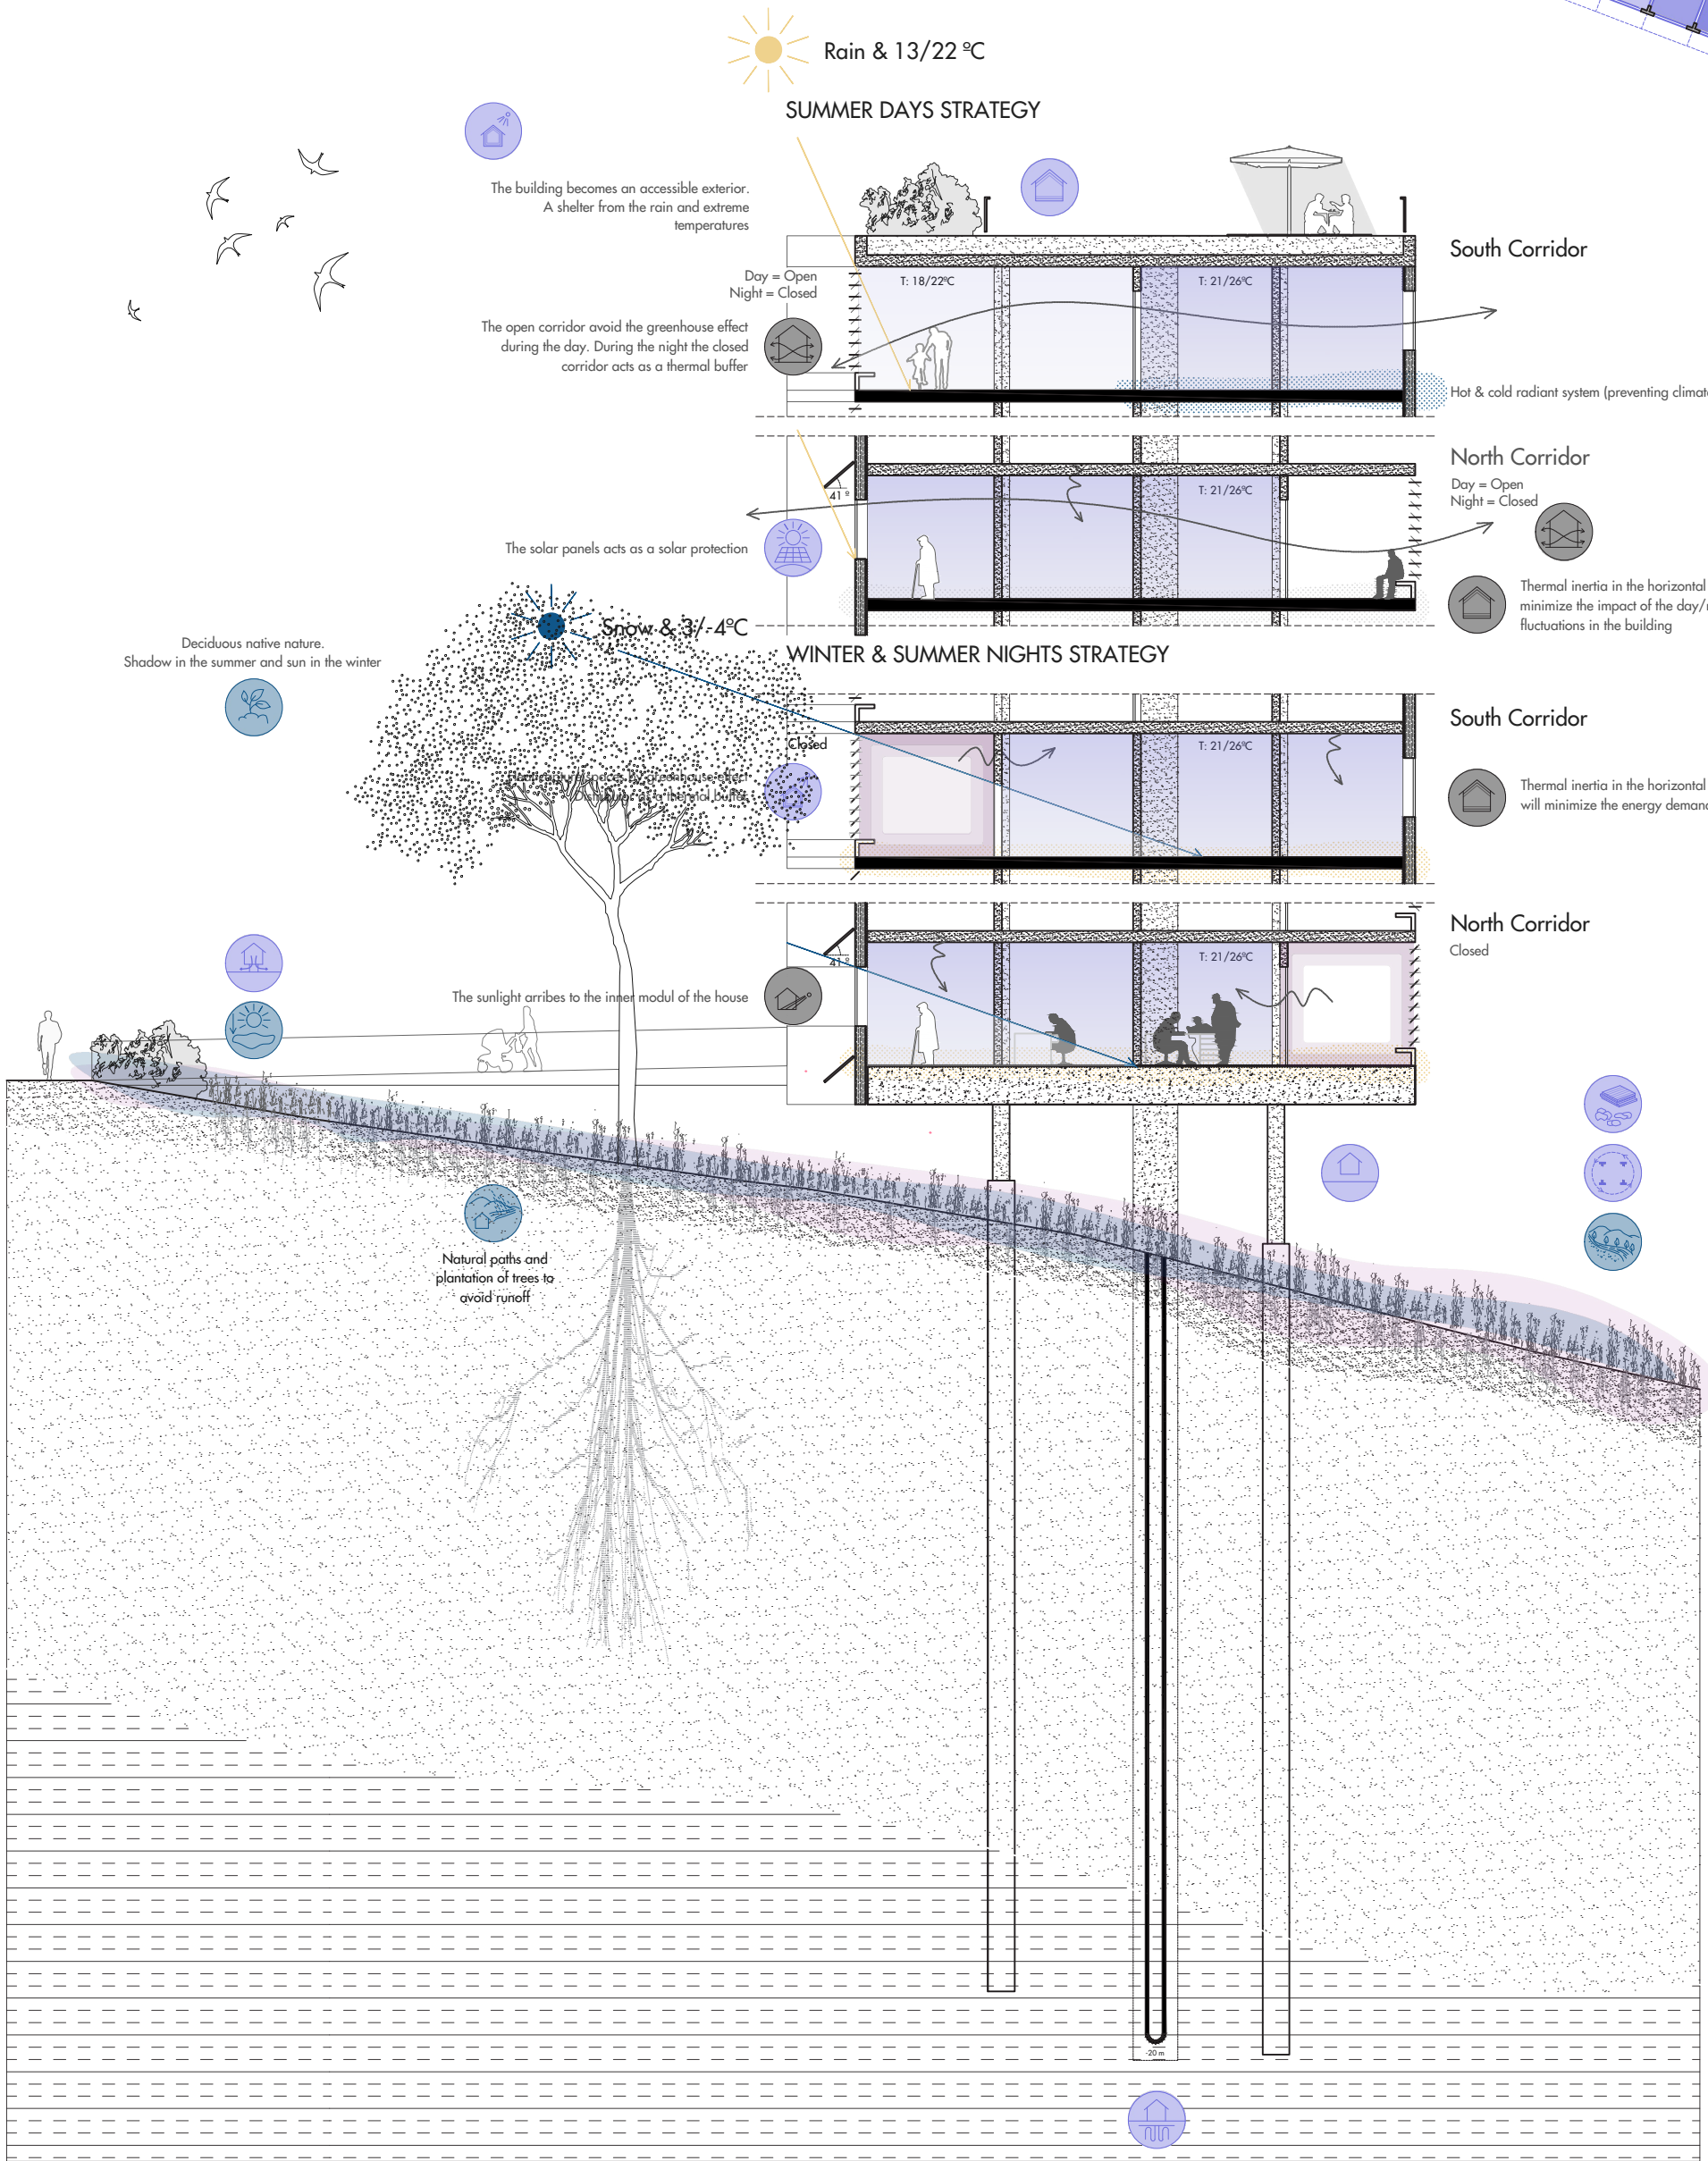 Rain & 13/22 ºC
SUMMER DAYS STRATEGY
The building becomes an accessible exterior.
A shelter from the rain and extreme
temperatures
South Corridor
Day = Open
Night = Closed
T: 18/22ºC
T: 21/26ºC
The open corridor avoid the greenhouse effect
during the day. During the night the closed
corridor acts as a thermal buffer
Hot & cold radiant system (preventing
North Corridor
Day = Open
Night = Closed
41 º
T: 21/26ºC
The solar panels acts as a solar protection
Thermal inertia in the horizontal
minimize the impact of the
fluctuations in the building
Snow & 3/-4ºC
Deciduous native nature.
Shadow in the summer and sun in the winter
WINTER & SUMMER NIGHTS STRATEGY
South Corridor
Closed
T: 21/26ºC
spaces by greenhouse effect
a thermal buffer
Thermal inertia in the horizontal
will minimize the energy
North Corridor
Closed
41 º
T: 21/26ºC
The sunlight arribes to the inner modul of the house
Natural paths and
plantation of trees to
avoid runoff
-20 m